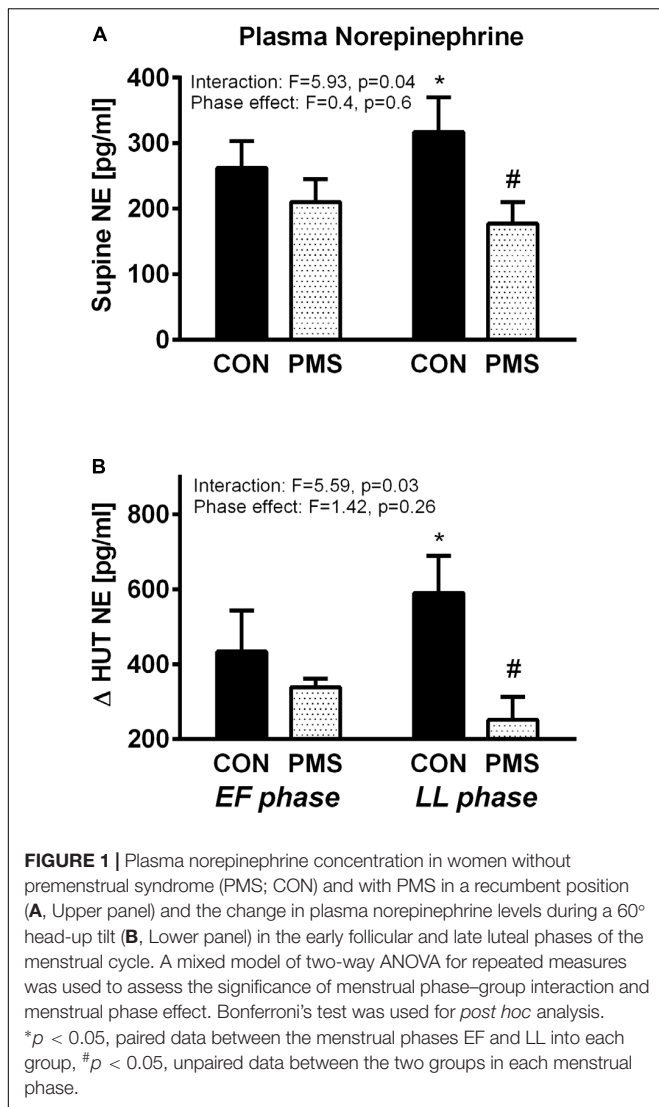 A
Plasma Norepinephrine
Interaction: F=5.93, p=0.04
Phase effect: F=0.4, p=0.6
*
#
Supine NE [pg/ml]
400
300
200
100
0
CON PMS CON PMS
B
Interaction: F=5.59, p=0.03
Phase effect: F=1.42, p=0.26
*
#
Δ HUT NE [pg/ml]
800
600
400
200
CON PMS CON PMS
EF phase LL phase
FIGURE 1 | Plasma norepinephrine concentration in women without
premenstrual syndrome (PMS; CON) and with PMS in a recumbent position
(A, Upper panel) and the change in plasma norepinephrine levels during a 60°
head-up tilt (B, Lower panel) in the early follicular and late luteal phases of the
menstrual cycle. A mixed model of two-way ANOVA for repeated measures
was used to assess the significance of menstrual phase–group interaction and
menstrual phase effect. Bonferroni's test was used for post hoc analysis.
*p < 0.05, paired data between the menstrual phases EF and LL into each
group, #p < 0.05, unpaired data between the two groups in each menstrual
phase.